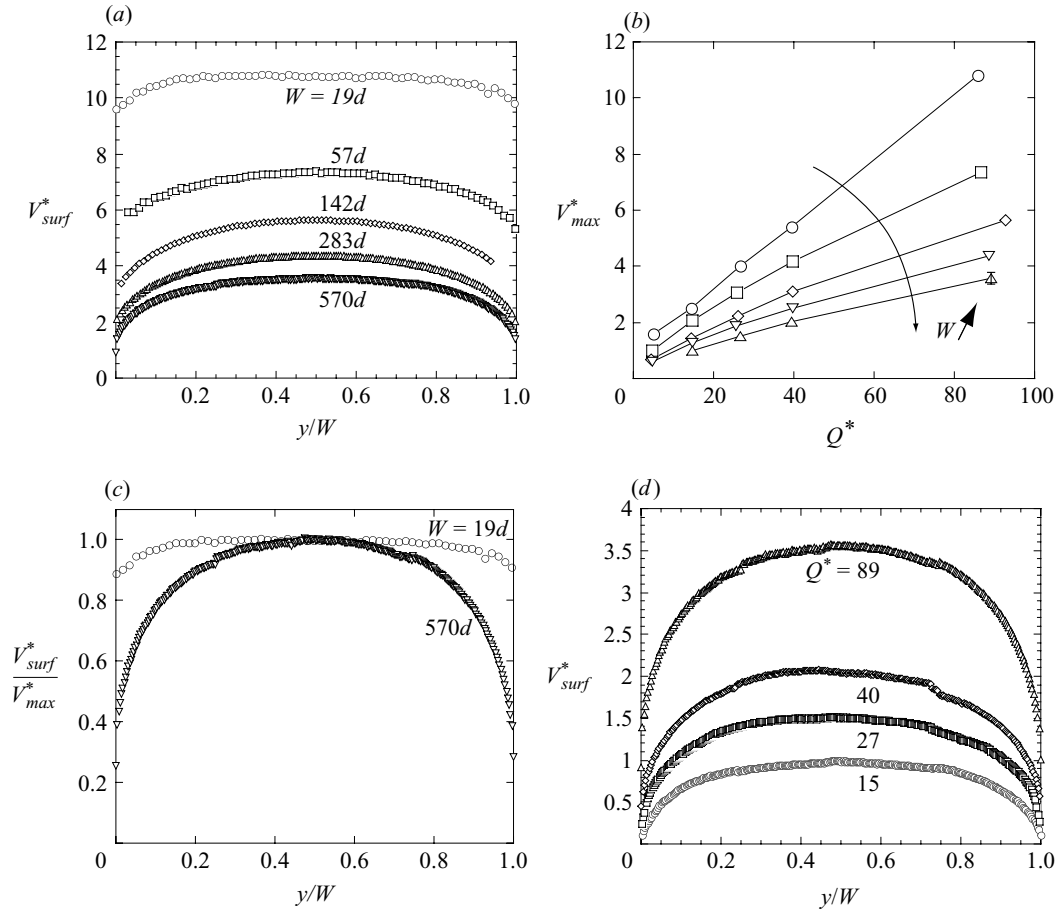 (a)
12
10
8
6
4
2
0
V*surf
W = 19d
57d
142d
283d
570d
0.2 0.4 0.6 0.8 1.0
y/W
(b)
12
10
8
6
4
2
0
V*max
W
20 40 60 80 100
Q*
(c)
1.0
0.8
0.6
0.4
0.2
0
V*surf
V*max
W = 19d
570d
0.2 0.4 0.6 0.8 1.0
y/W
(d)
4
3.5
3
2.5
2
1.5
1
0.5
0
V*surf
Q* = 89
40
27
15
0.2 0.4 0.6 0.8 1.0
y/W